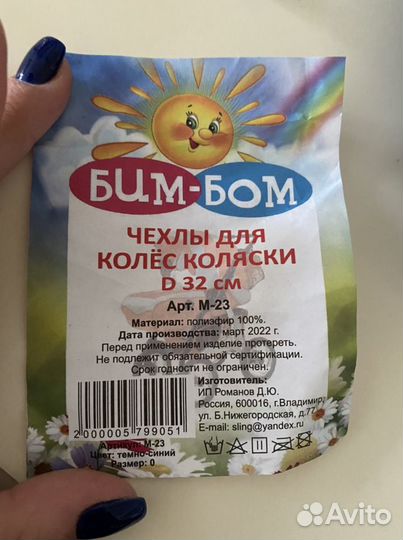 БИМ-БОМ
ЧЕХЛЫ ДЛЯ
КОЛЁС КОЛЯСКИ
D 32 см
Арт. М-23
Материал: полиэфир 100%.
Дата производства: март 2022 г.
Перед применением изделие протереть.
Не подлежит обязательной сертификации.
Срок годности не ограничен.
Изготовитель:
ИП Романов Д.Ю.
Россия, 600016, г.Владимир,
ул. Б.Нижегородская, д.77
E-mail: sling@yandex.ru
2000005799051
Артикул: М-23
Цвет: темно-синий
Размер: 0
Avito